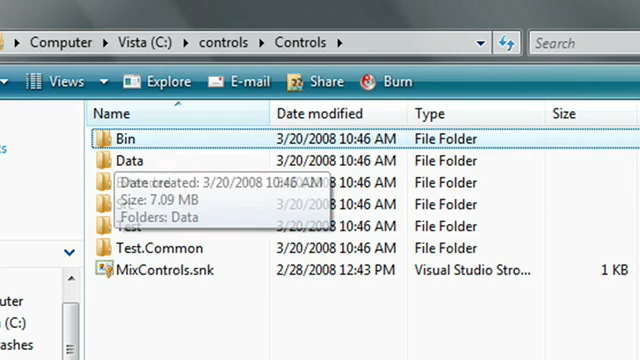 Computer Vista (C:) controls Controls Search
Views Explore E-mail Share Burn
Name Date modified Type Size
Bin 3/20/2008 10:46 AM File Folder
Data 3/20/2008 10:46 AM File Folder
3/20/2008 10:46 AM File Folder
3/20/2008 10:46 AM File Folder
Test 3/20/2008 10:46 AM File Folder
Test.Common 3/20/2008 10:46 AM File Folder
MixControls.snk 2/28/2008 12:43 PM Visual Studio Stro... 1 KB
Date created: 3/20/2008 10:46 AM
Size: 7.09 MB
Folders: Data
cs
puter
(C:)
ashes